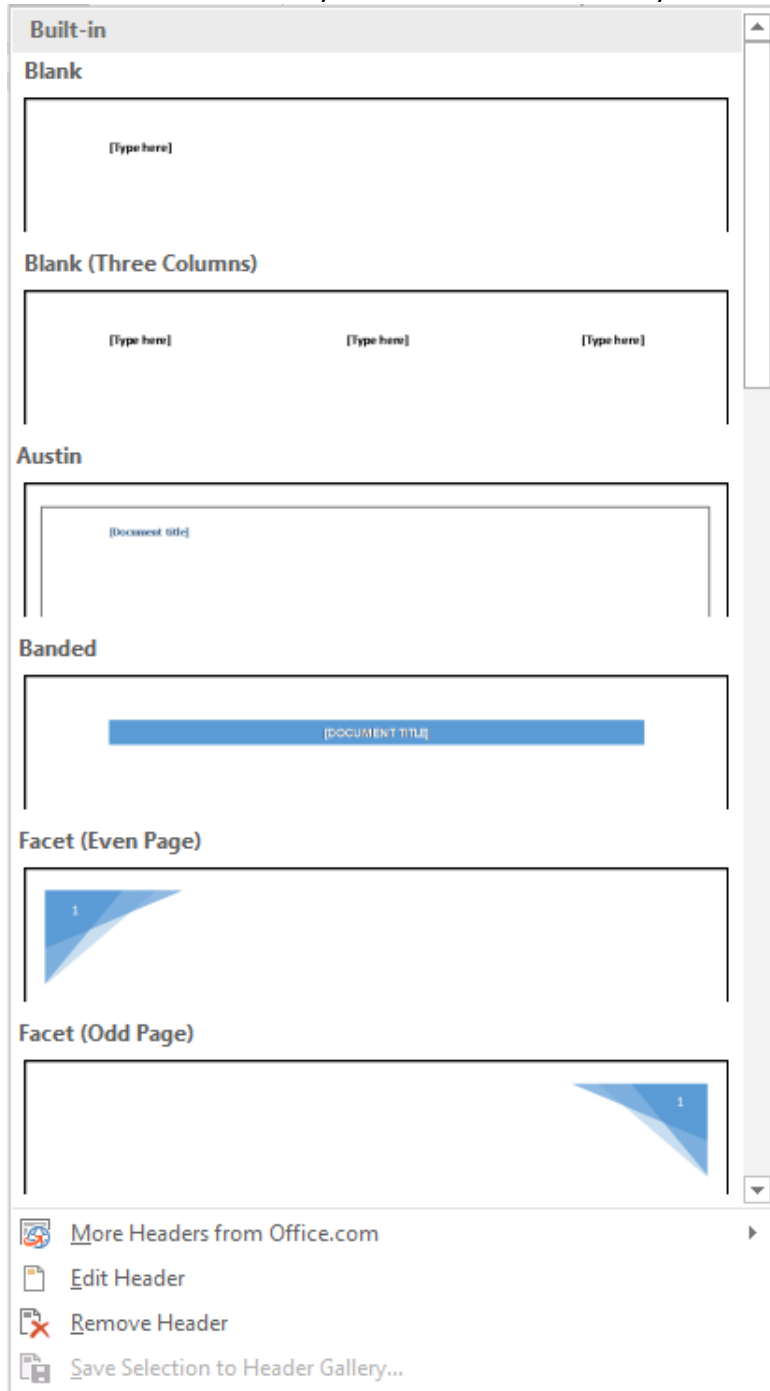 Built-in
Blank
[Type here]
Blank (Three Columns)
[Type here] [Type here] [Type here]
Austin
[Document title]
Banded
[DOCUMENT TITLE]
Facet (Even Page)
1
Facet (Odd Page)
1
More Headers from Office.com
Edit Header
Remove Header
Save Selection to Header Gallery...